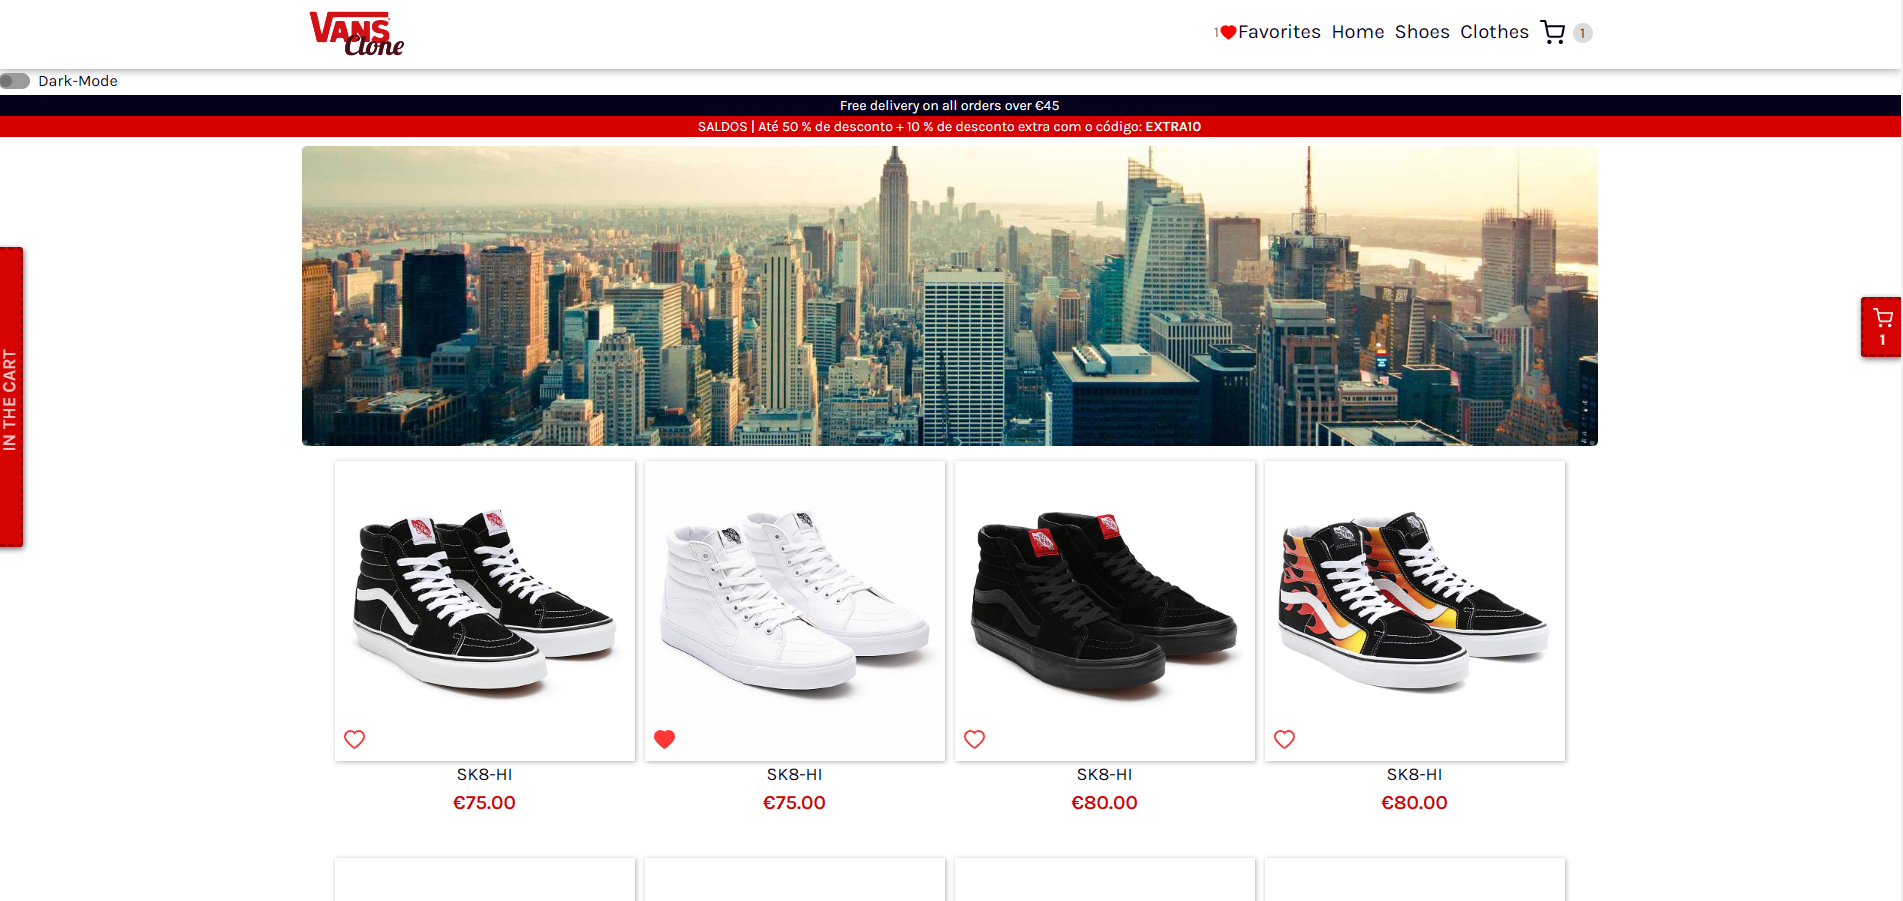 VANS
Clone
1 Favorites Home Shoes Clothes 1
Dark-Mode
Free delivery on all orders over €45
SALDOS | Até 50 % de desconto + 10 % de desconto extra com o código: EXTRA10
IN THE CART
1
SK8-HI
€75.00
SK8-HI
€75.00
SK8-HI
€80.00
SK8-HI
€80.00